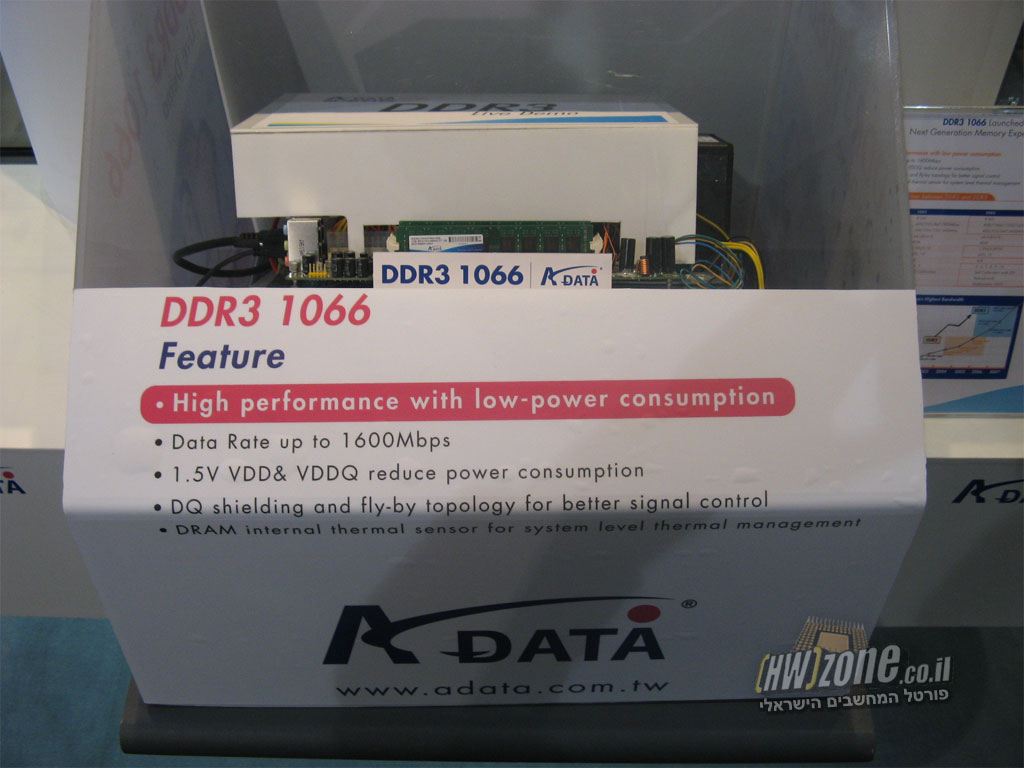 DDR3
Live Demo
DDR3 1066 A DATA
DDR3 1066
Feature
• High performance with low-power consumption
• Data Rate up to 1600Mbps
• 1.5V VDD& VDDQ reduce power consumption
• DQ shielding and fly-by topology for better signal control
• DRAM internal thermal sensor for system level thermal management
A DATA®
www.adata.com.tw
DDR3 1066 Launched
Next Generation Memory
(HW)zone.co.il
פורטל המחשבים הישראלי